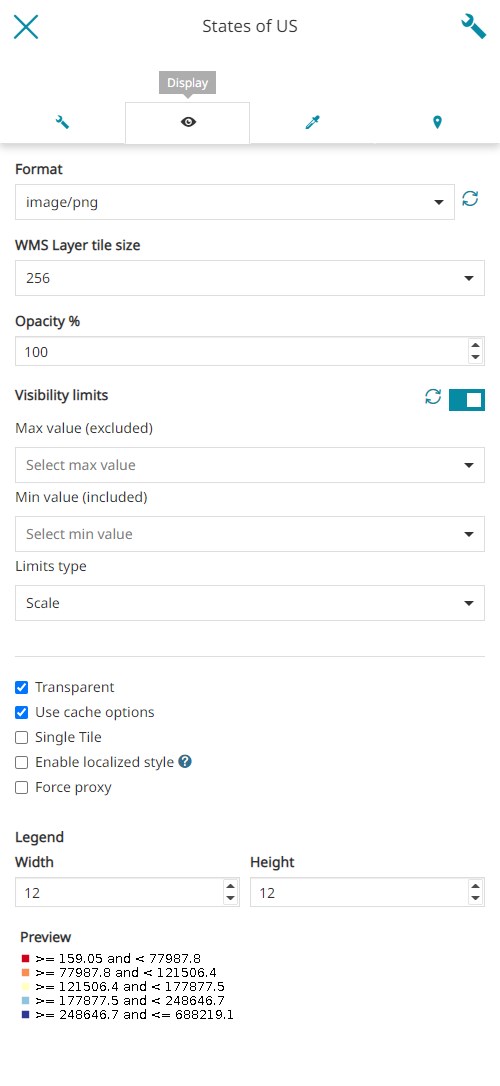 States of US
Display
Format
image/png
WMS Layer tile size
256
Opacity %
100
Visibility limits
Max value (excluded)
Select max value
Min value (included)
Select min value
Limits type
Scale
Transparent
Use cache options
Single Tile
Enable localized style ?
Force proxy
Legend
Width Height
12 12
Preview
>= 159.05 and < 77987.8
>= 77987.8 and < 121506.4
>= 121506.4 and < 177877.5
>= 177877.5 and < 248646.7
>= 248646.7 and <= 688219.1